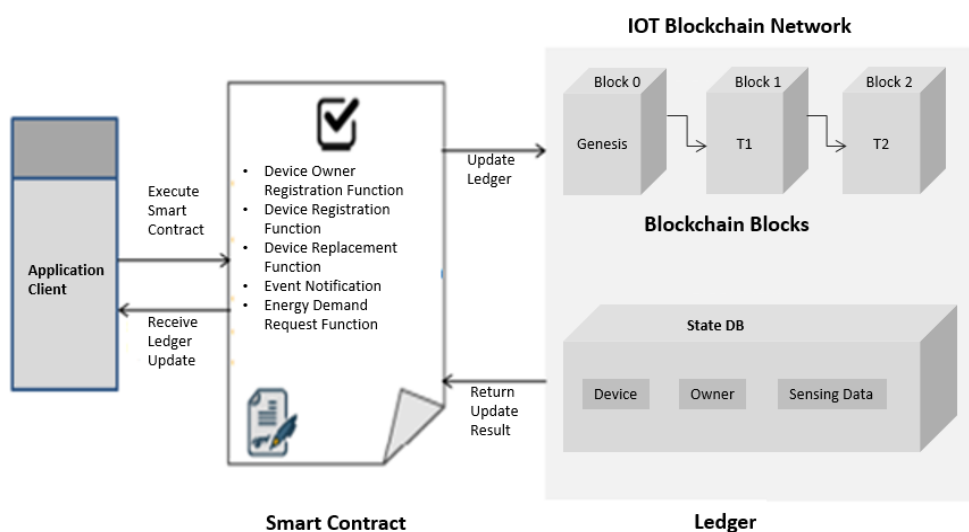 IOT Blockchain Network
Block 0
Block 1
Block 2
Genesis
T1
T2
Blockchain Blocks
Application
Client
Execute
Smart
Contract
Receive
Ledger
Update
• Device Owner
Registration Function
• Device Registration
Function
• Device Replacement
Function
• Event Notification
• Energy Demand
Request Function
Update
Ledger
Return
Update
Result
State DB
Device
Owner
Sensing Data
Smart Contract
Ledger